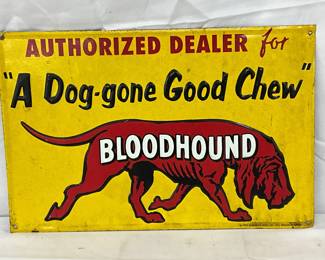 AUTHORIZED DEALER for
"A Dog-gone Good Chew"
BLOODHOUND